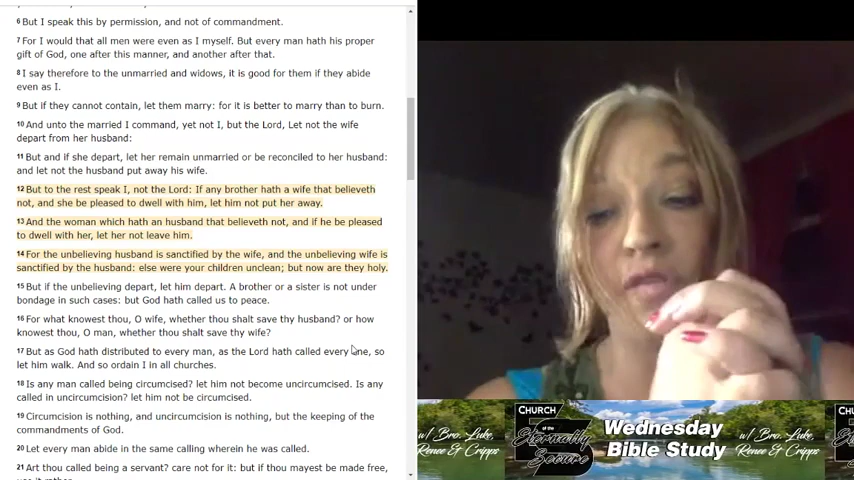 6 But I speak this by permission, and not of commandment.
7 For I would that all men were even as I myself. But every man hath his proper
gift of God, one after this manner, and another after that.
8 I say therefore to the unmarried and widows, it is good for them if they abide
even as I.
9 But if they cannot contain, let them marry: for it is better to marry than to burn.
10 And unto the married I command, yet not I, but the Lord, Let not the wife
depart from her husband:
11 But and if she depart, let her remain unmarried or be reconciled to her husband:
and let not the husband put away his wife.
12 But to the rest speak I, not the Lord: If any brother hath a wife that believeth
not, and she be pleased to dwell with him, let him not put her away.
13 And the woman which hath an husband that believeth not, and if he be pleased
to dwell with her, let her not leave him.
14 For the unbelieving husband is sanctified by the wife, and the unbelieving wife is
sanctified by the husband: else were your children unclean; but now are they holy.
15 But if the unbelieving depart, let him depart. A brother or a sister is not under
bondage in such cases: but God hath called us to peace.
16 For what knowest thou, O wife, whether thou shalt save thy husband? or how
knowest thou, O man, whether thou shalt save thy wife?
17 But as God hath distributed to every man, as the Lord hath called every one, so
let him walk. And so ordain I in all churches.
18 Is any man called being circumcised? let him not become uncircumcised. Is any
called in uncircumcision? let him not be circumcised.
19 Circumcision is nothing, and uncircumcision is nothing, but the keeping of the
commandments of God.
20 Let every man abide in the same calling wherein he was called.
21 Art thou called being a servant? care not for it: but if thou mayest be made free,
w/ Bro. Luke,
Renee & Cripps
CHURCH
of the
Eternally
Secure
Wednesday
Bible Study
w/ Bro. Luke,
Renee & Cripps